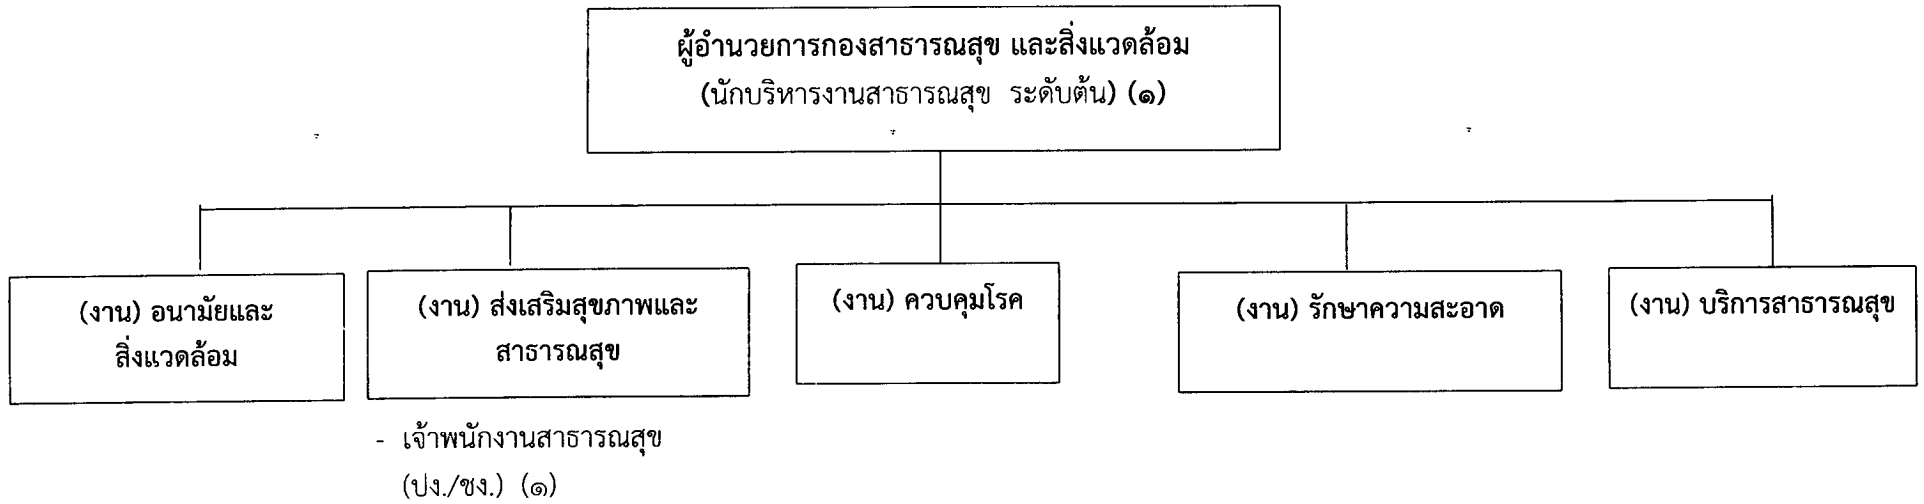 ผู้อำนวยการกองสาธารณสุข และสิ่งแวดล้อม
(นักบริหารงานสาธารณสุข ระดับต้น) (๑)
(งาน) อนามัยและ
สิ่งแวดล้อม
(งาน) ส่งเสริมสุขภาพและ
สาธารณสุข
(งาน) ควบคุมโรค
(งาน) รักษาความสะอาด
(งาน) บริการสาธารณสุข
- เจ้าพนักงานสาธารณสุข
(ปง./ชง.) (๑)